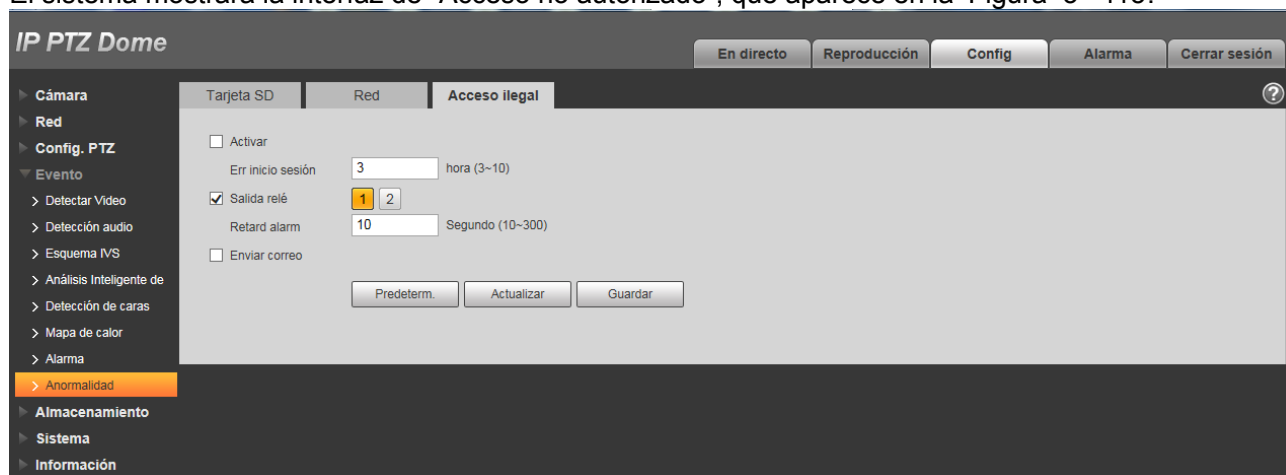 El sistema mostrará la interfaz de "Acceso no autorizado", que aparece en la "Figura
IP PTZ Dome
En directo Reproducción Config Alarma Cerrar sesión
Cámara
Red
Config. PTZ
Evento
Detectar Video
Detección audio
Esquema IVS
Análisis Inteligente de
Detección de caras
Mapa de calor
Alarma
Anormalidad
Almacenamiento
Sistema
Información
Tarjeta SD Red Acceso ilegal ?
Activar
Err inicio sesión 3 hora (3~10)
Salida relé 1 2
Retard alarm 10 Segundo (10~300)
Enviar correo
Predeterm. Actualizar Guardar